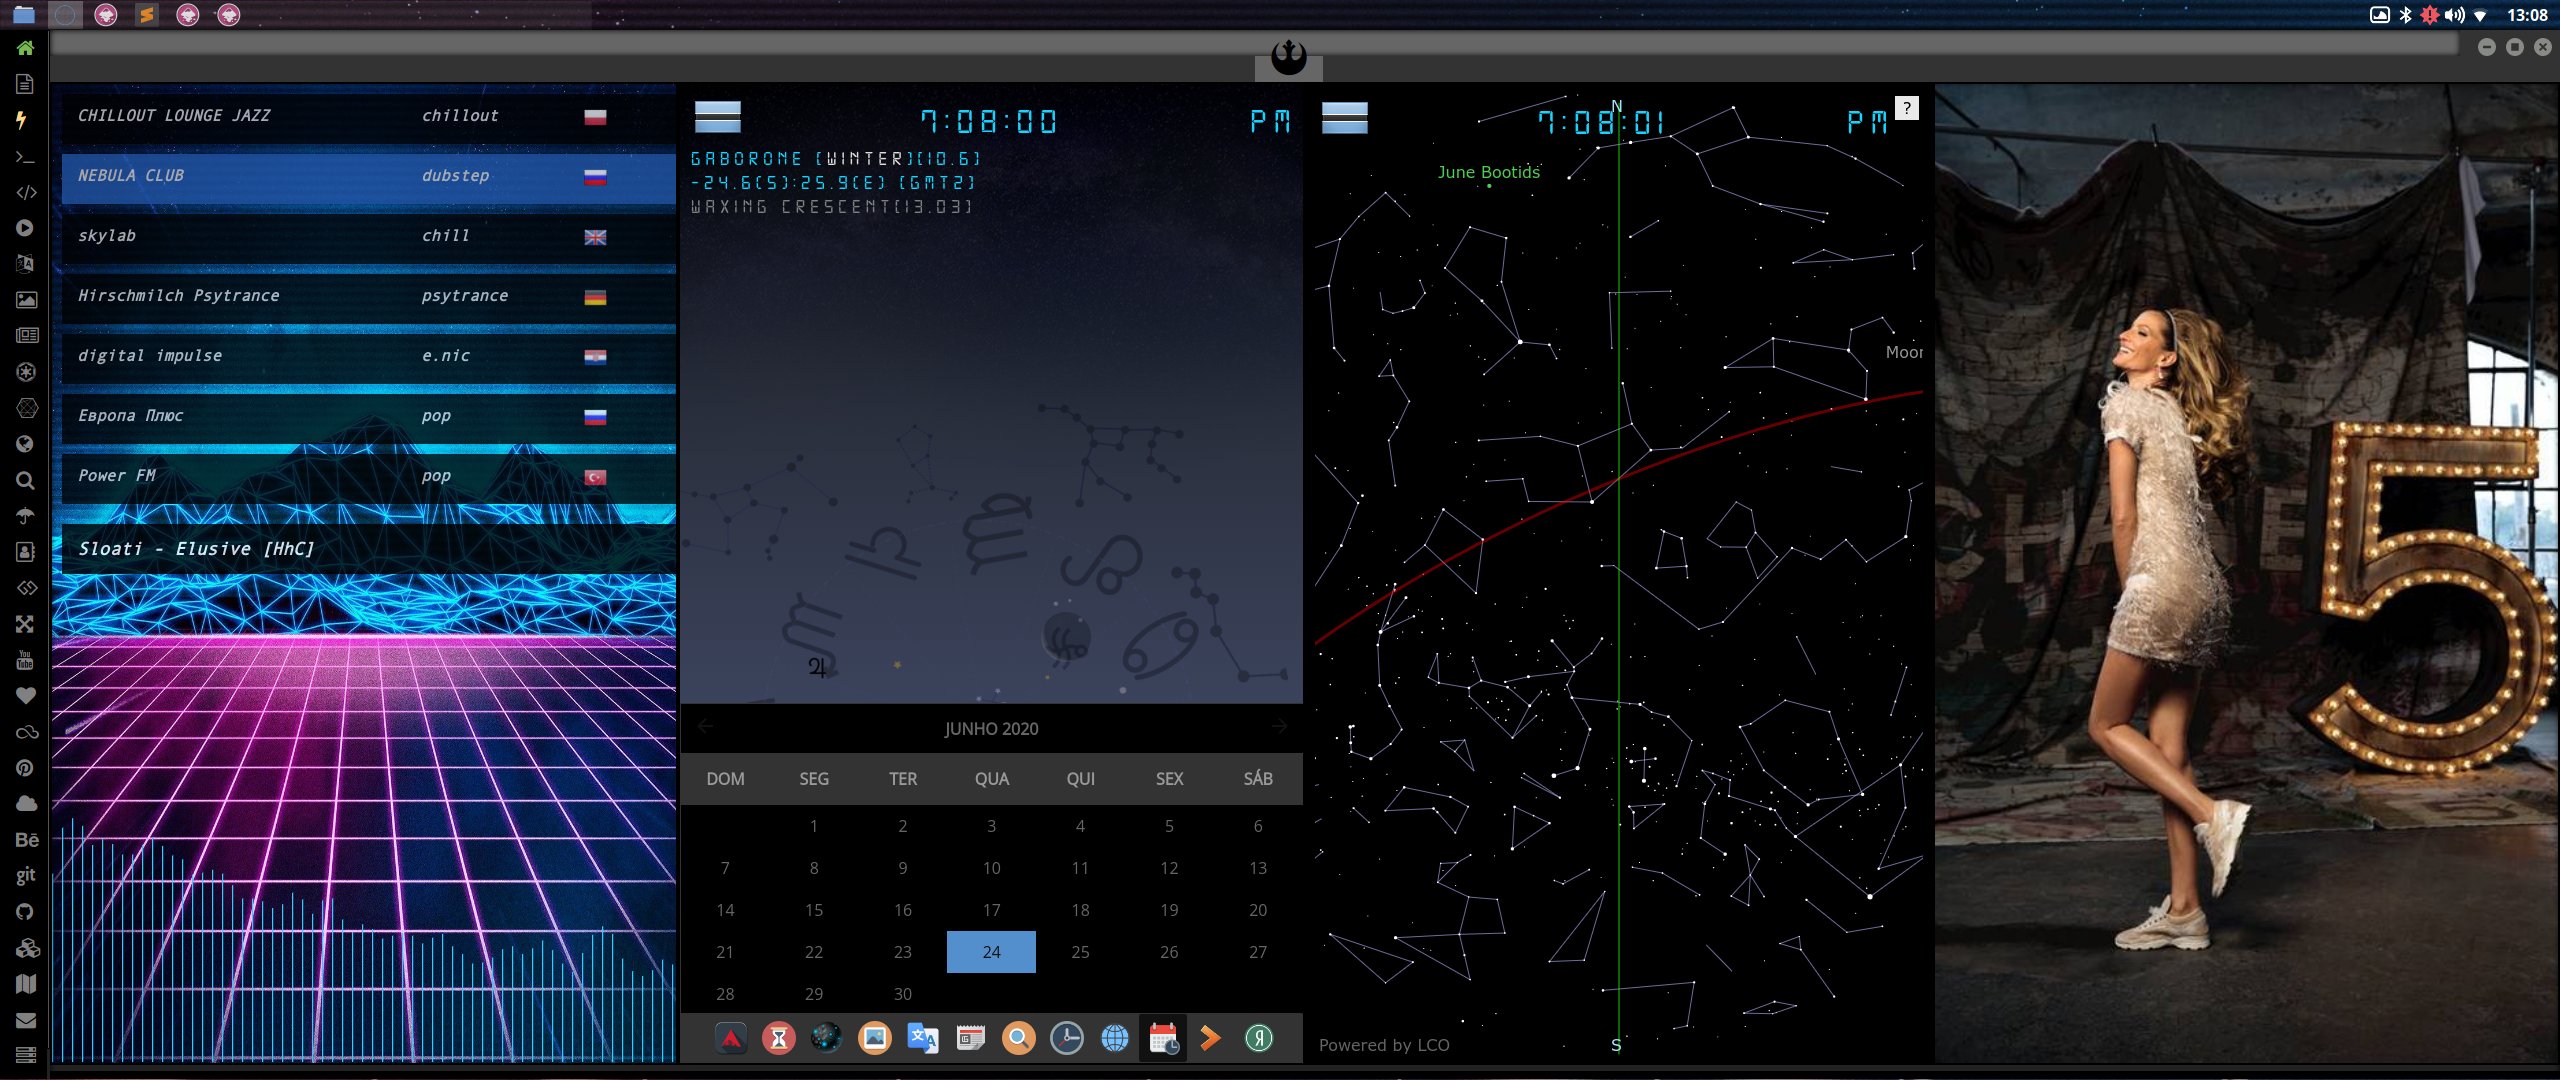 13:08
CHILLOUT LOUNGE JAZZ chillout
NEBULA CLUB dubstep
skylab chill
Hirschmilch Psytrance psytrance
digital impulse e.nic
Европа Плюс pop
Power FM pop
Sloati - Elusive [HhC]
You
Tube
Bē
git
7:08:00 PM
GABORONE [WINTER][10.6]
-24.6(S):25.9(E) [GMT2]
WAXING CRESCENT[13.03]
JUNHO 2020
DOM SEG TER QUA QUI SEX SÁB
1 2 3 4 5 6
7 8 9 10 11 12 13
14 15 16 17 18 19 20
21 22 23 24 25 26 27
28 29 30
N
7:08:01 PM ?
June Bootids
Moon
Powered by LCO
S
5